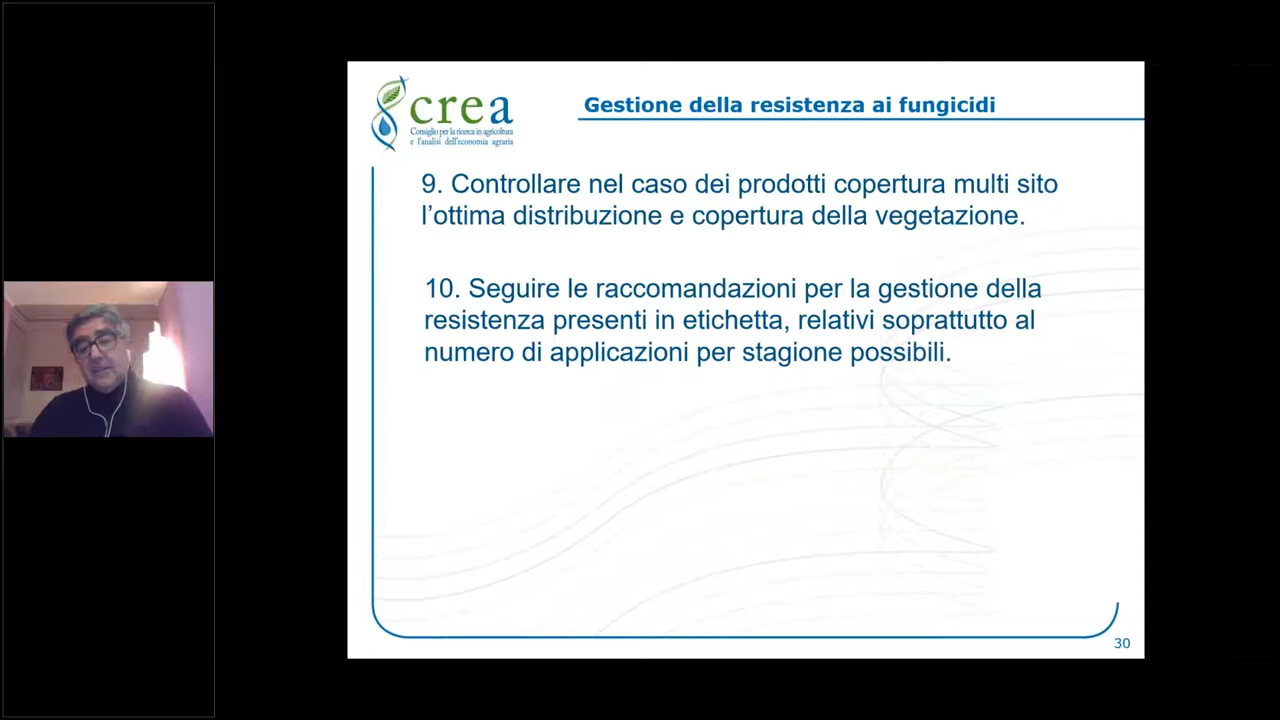 crea
Consiglio per la ricerca in agricoltura
e l'analisi dell'economia agraria
Gestione della resistenza ai fungicidi
9. Controllare nel caso dei prodotti copertura multi sito
l’ottima distribuzione e copertura della vegetazione.
10. Seguire le raccomandazioni per la gestione della
resistenza presenti in etichetta, relativi soprattutto al
numero di applicazioni per stagione possibili.
30